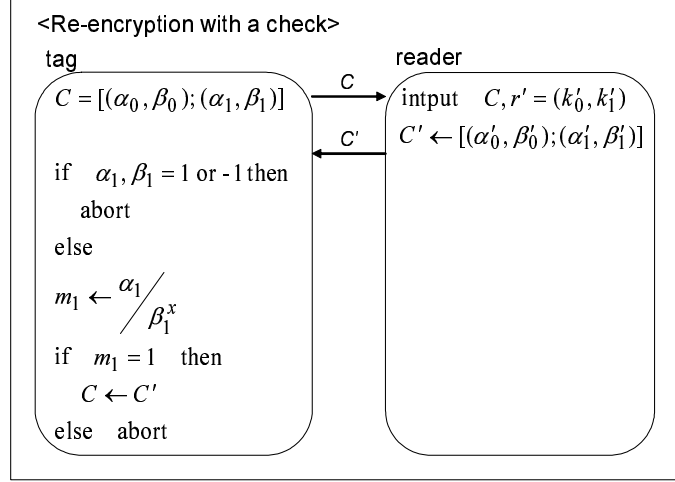 <Re-encryption with a check>
tag
C = [(α₀, β₀); (α₁, β₁)]
if α₁, β₁ = 1 or -1 then
abort
else
m₁ ← α₁/β₁ˣ
if m₁ = 1 then
C ← C'
else abort
C
C'
reader
intput C, r' = (k'₀, k'₁)
C' ← [(α'₀, β'₀); (α'₁, β'₁)]